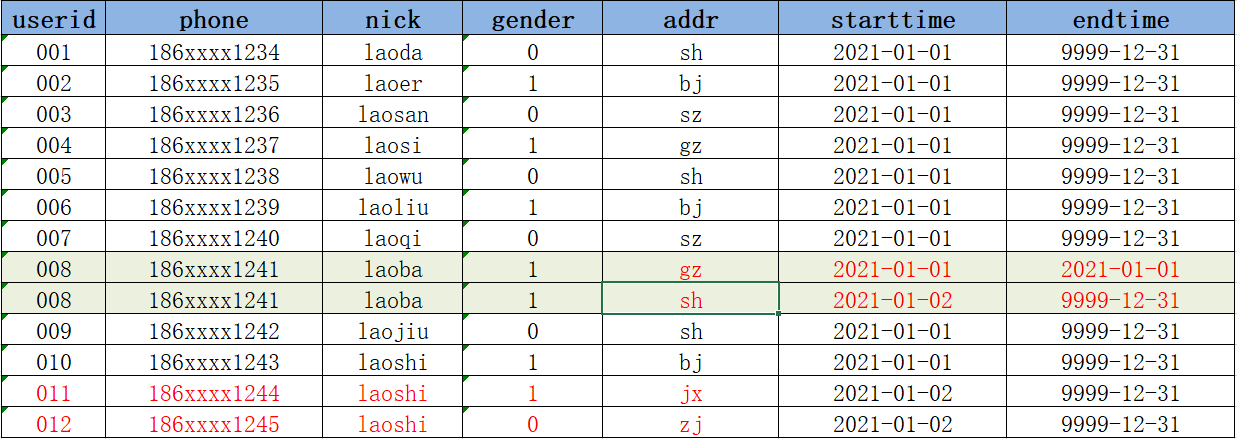 userid phone nick gender addr starttime endtime
001 186xxxx1234 laoda 0 sh 2021-01-01 9999-12-31
002 186xxxx1235 laoer 1 bj 2021-01-01 9999-12-31
003 186xxxx1236 laosan 0 sz 2021-01-01 9999-12-31
004 186xxxx1237 laosi 1 gz 2021-01-01 9999-12-31
005 186xxxx1238 laowu 0 sh 2021-01-01 9999-12-31
006 186xxxx1239 laoliu 1 bj 2021-01-01 9999-12-31
007 186xxxx1240 laoqi 0 sz 2021-01-01 9999-12-31
008 186xxxx1241 laoba 1 gz 2021-01-01 2021-01-01
008 186xxxx1241 laoba 1 sh 2021-01-02 9999-12-31
009 186xxxx1242 laojiu 0 sh 2021-01-01 9999-12-31
010 186xxxx1243 laoshi 1 bj 2021-01-01 9999-12-31
011 186xxxx1244 laoshi 1 jx 2021-01-02 9999-12-31
012 186xxxx1245 laoshi 0 zj 2021-01-02 9999-12-31